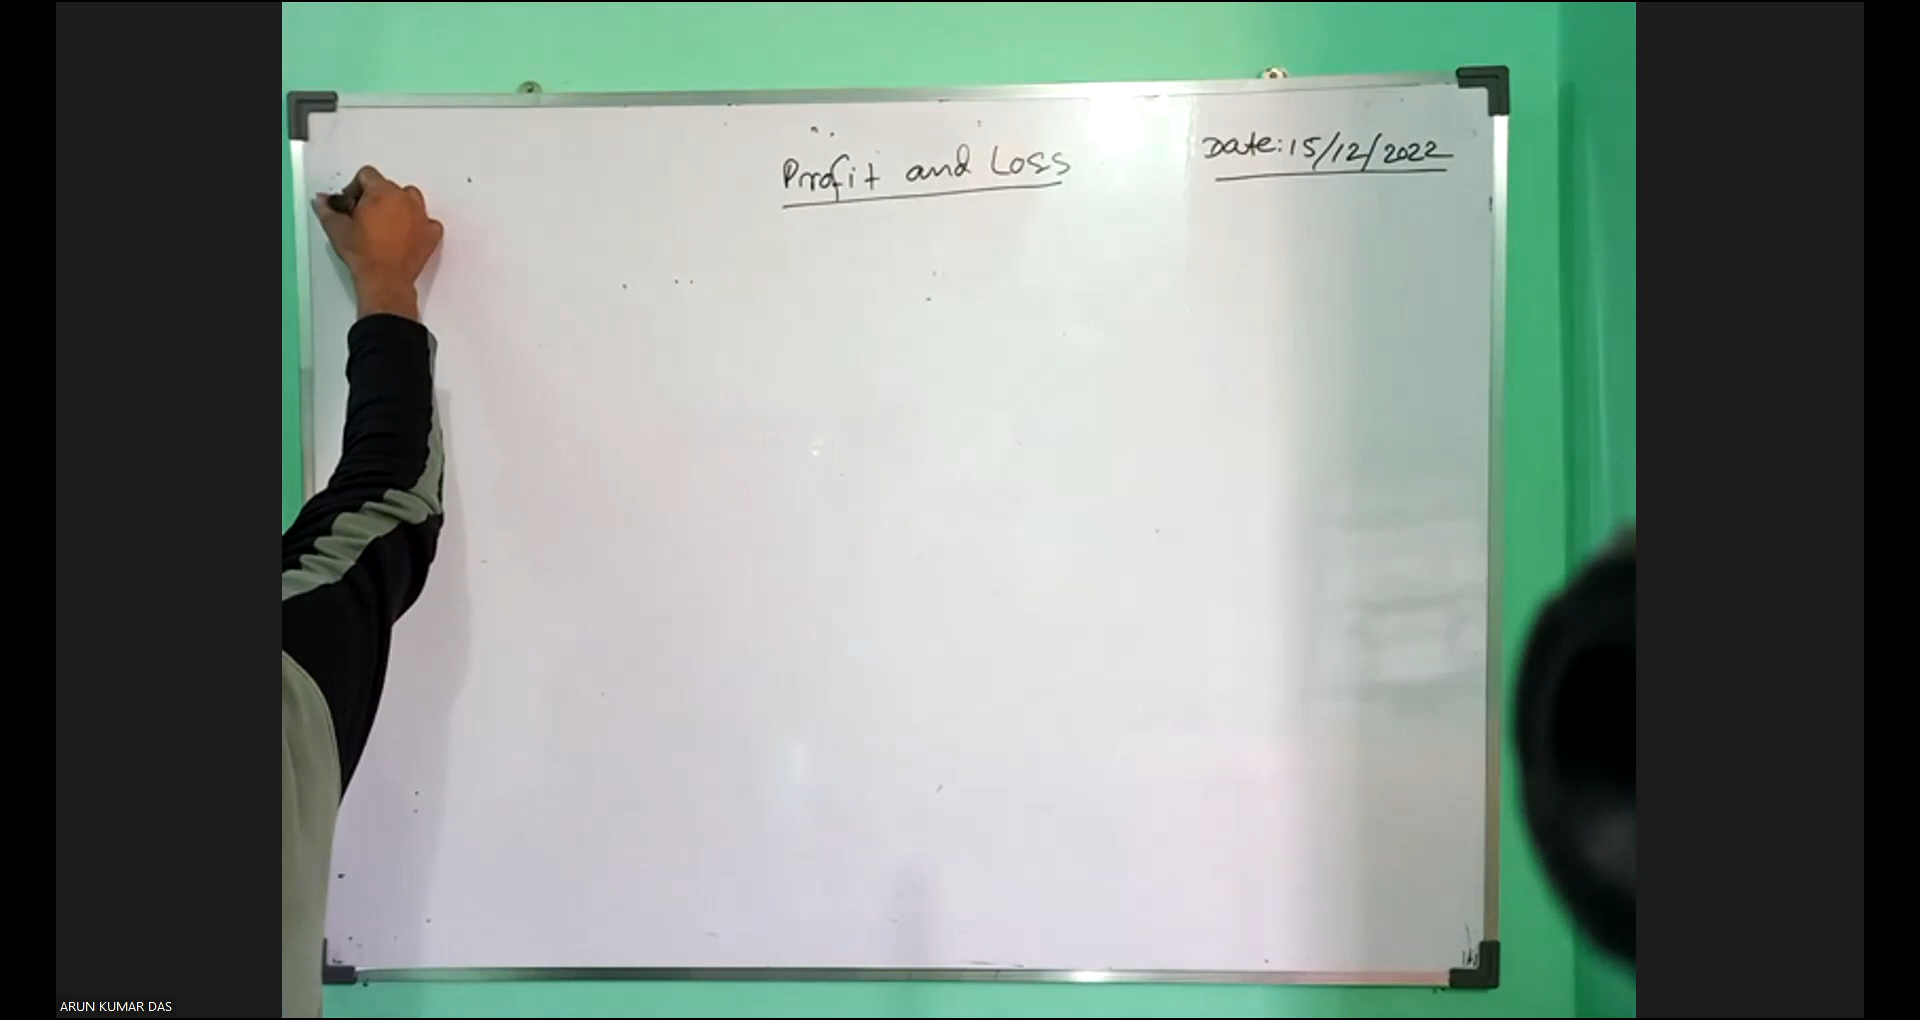 Profit and Loss
Date: 15/12/2022
ARUN KUMAR DAS